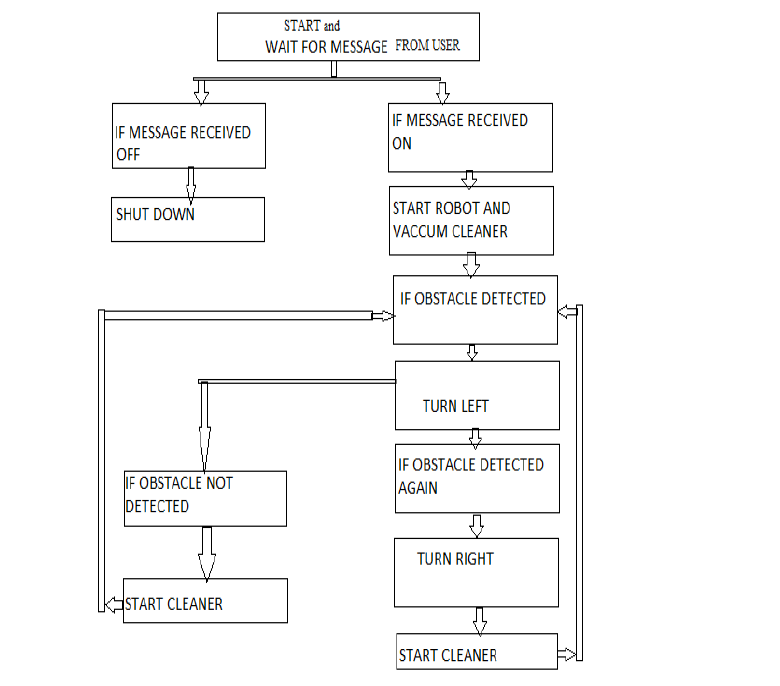 START and
WAIT FOR MESSAGE FROM USER
IF MESSAGE RECEIVED
OFF
SHUT DOWN
IF MESSAGE RECEIVED
ON
START ROBOT AND
VACCUM CLEANER
IF OBSTACLE DETECTED
TURN LEFT
IF OBSTACLE NOT
DETECTED
START CLEANER
IF OBSTACLE DETECTED
AGAIN
TURN RIGHT
START CLEANER